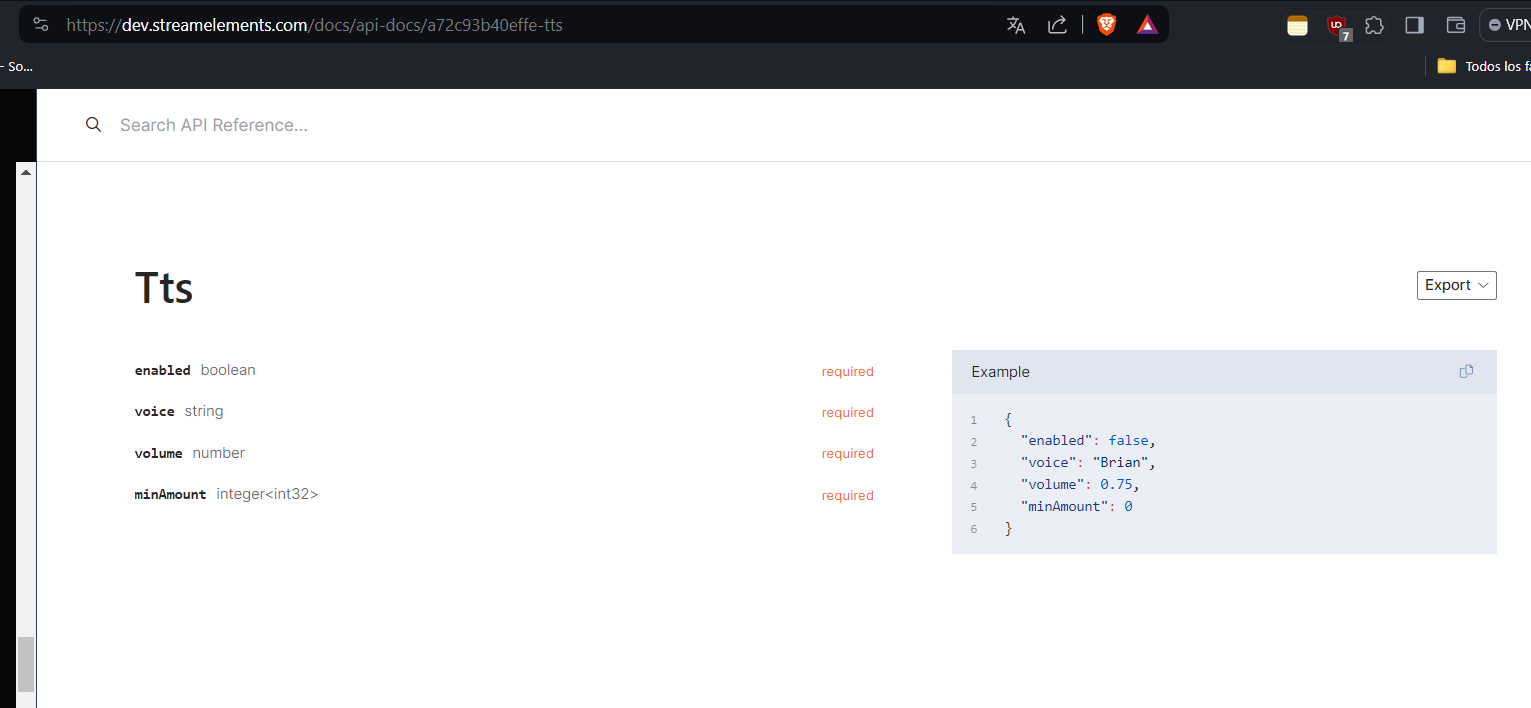 https://dev.streamelements.com/docs/api-docs/a72c93b40effe-tts
7
VPN
- So...
Todos los fa
Search API Reference...
Tts
Export
enabled boolean required
voice string required
volume number required
minAmount integer<int32> required
Example
1 {
2 "enabled": false,
3 "voice": "Brian",
4 "volume": 0.75,
5 "minAmount": 0
6 }